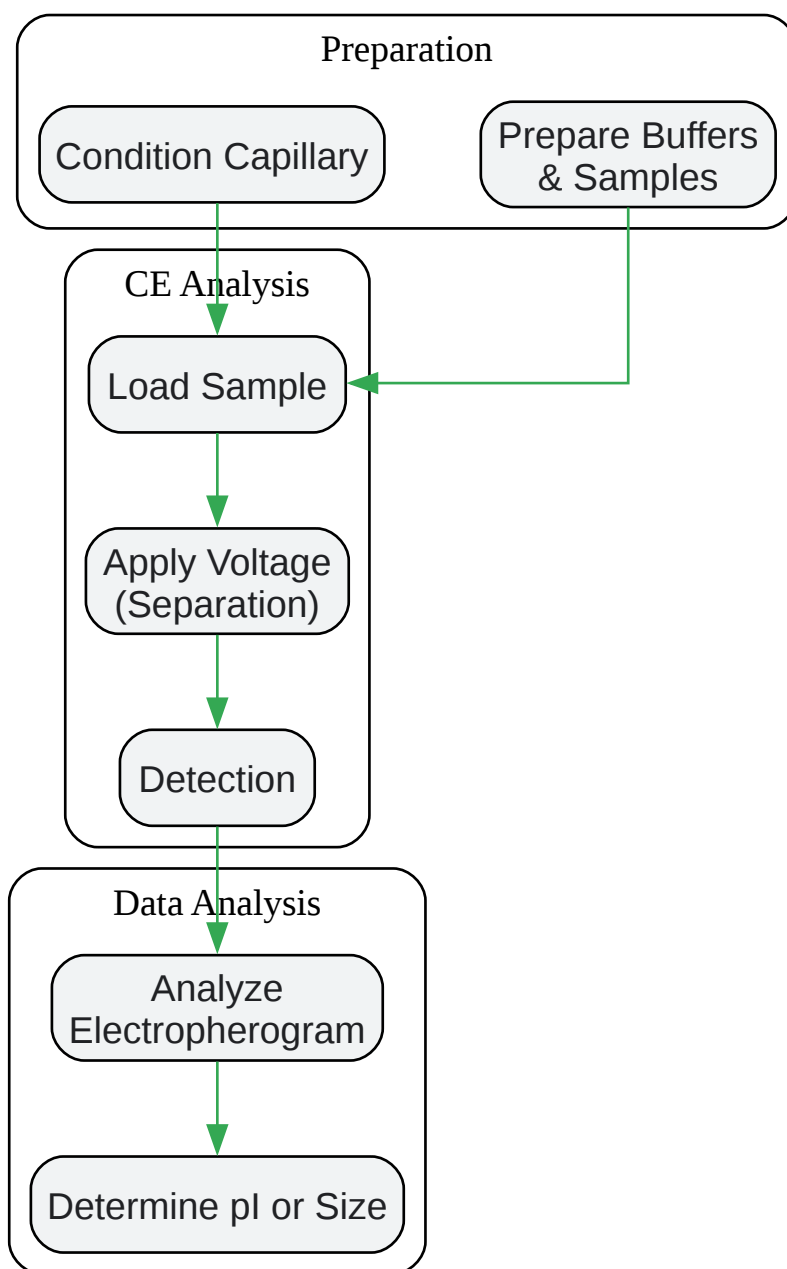 Preparation
Condition Capillary
Prepare Buffers
& Samples
CE Analysis
Load Sample
Apply Voltage
(Separation)
Detection
Data Analysis
Analyze
Electropherogram
Determine pI or Size